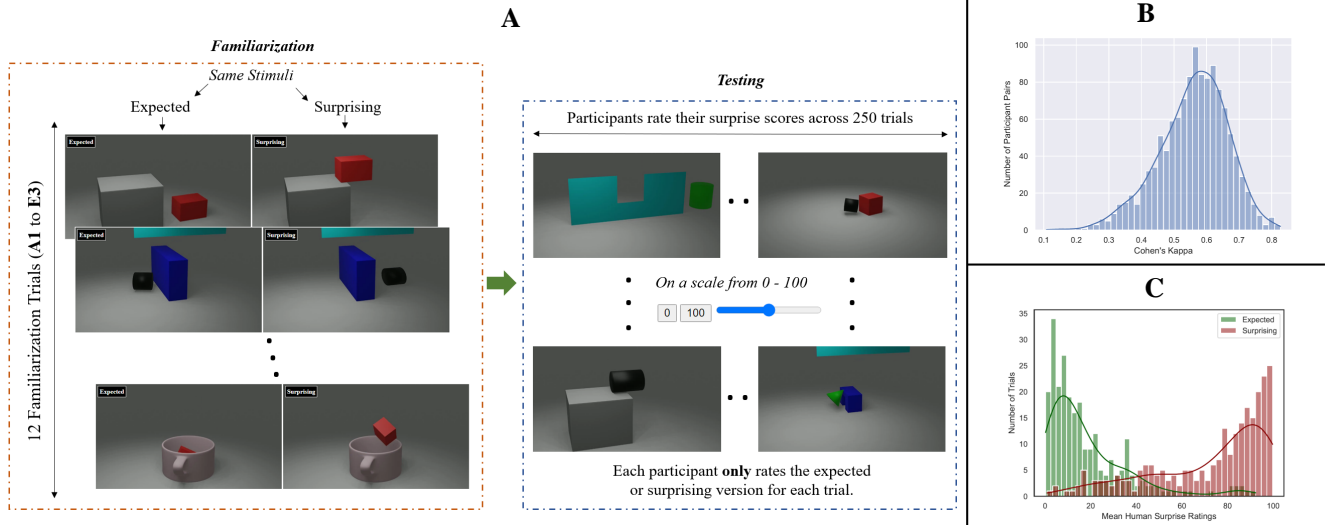 A
Familiarization
Same Stimuli
Expected
Surprising
12 Familiarization Trials (A1 to E3)
Expected
Surprising
Expected
Surprising
Expected
Surprising
Testing
Participants rate their surprise scores across 250 trials
On a scale from 0 - 100
0
100
Each participant only rates the expected
or surprising version for each trial.
B
Number of Participant Pairs
100
80
60
40
20
0
0.1 0.2 0.3 0.4 0.5 0.6 0.7 0.8
Cohen's Kappa
C
Number of Trials
35
30
25
20
15
10
5
0
Expected
Surprising
0 20 40 60 80 100
Mean Human Surprise Ratings